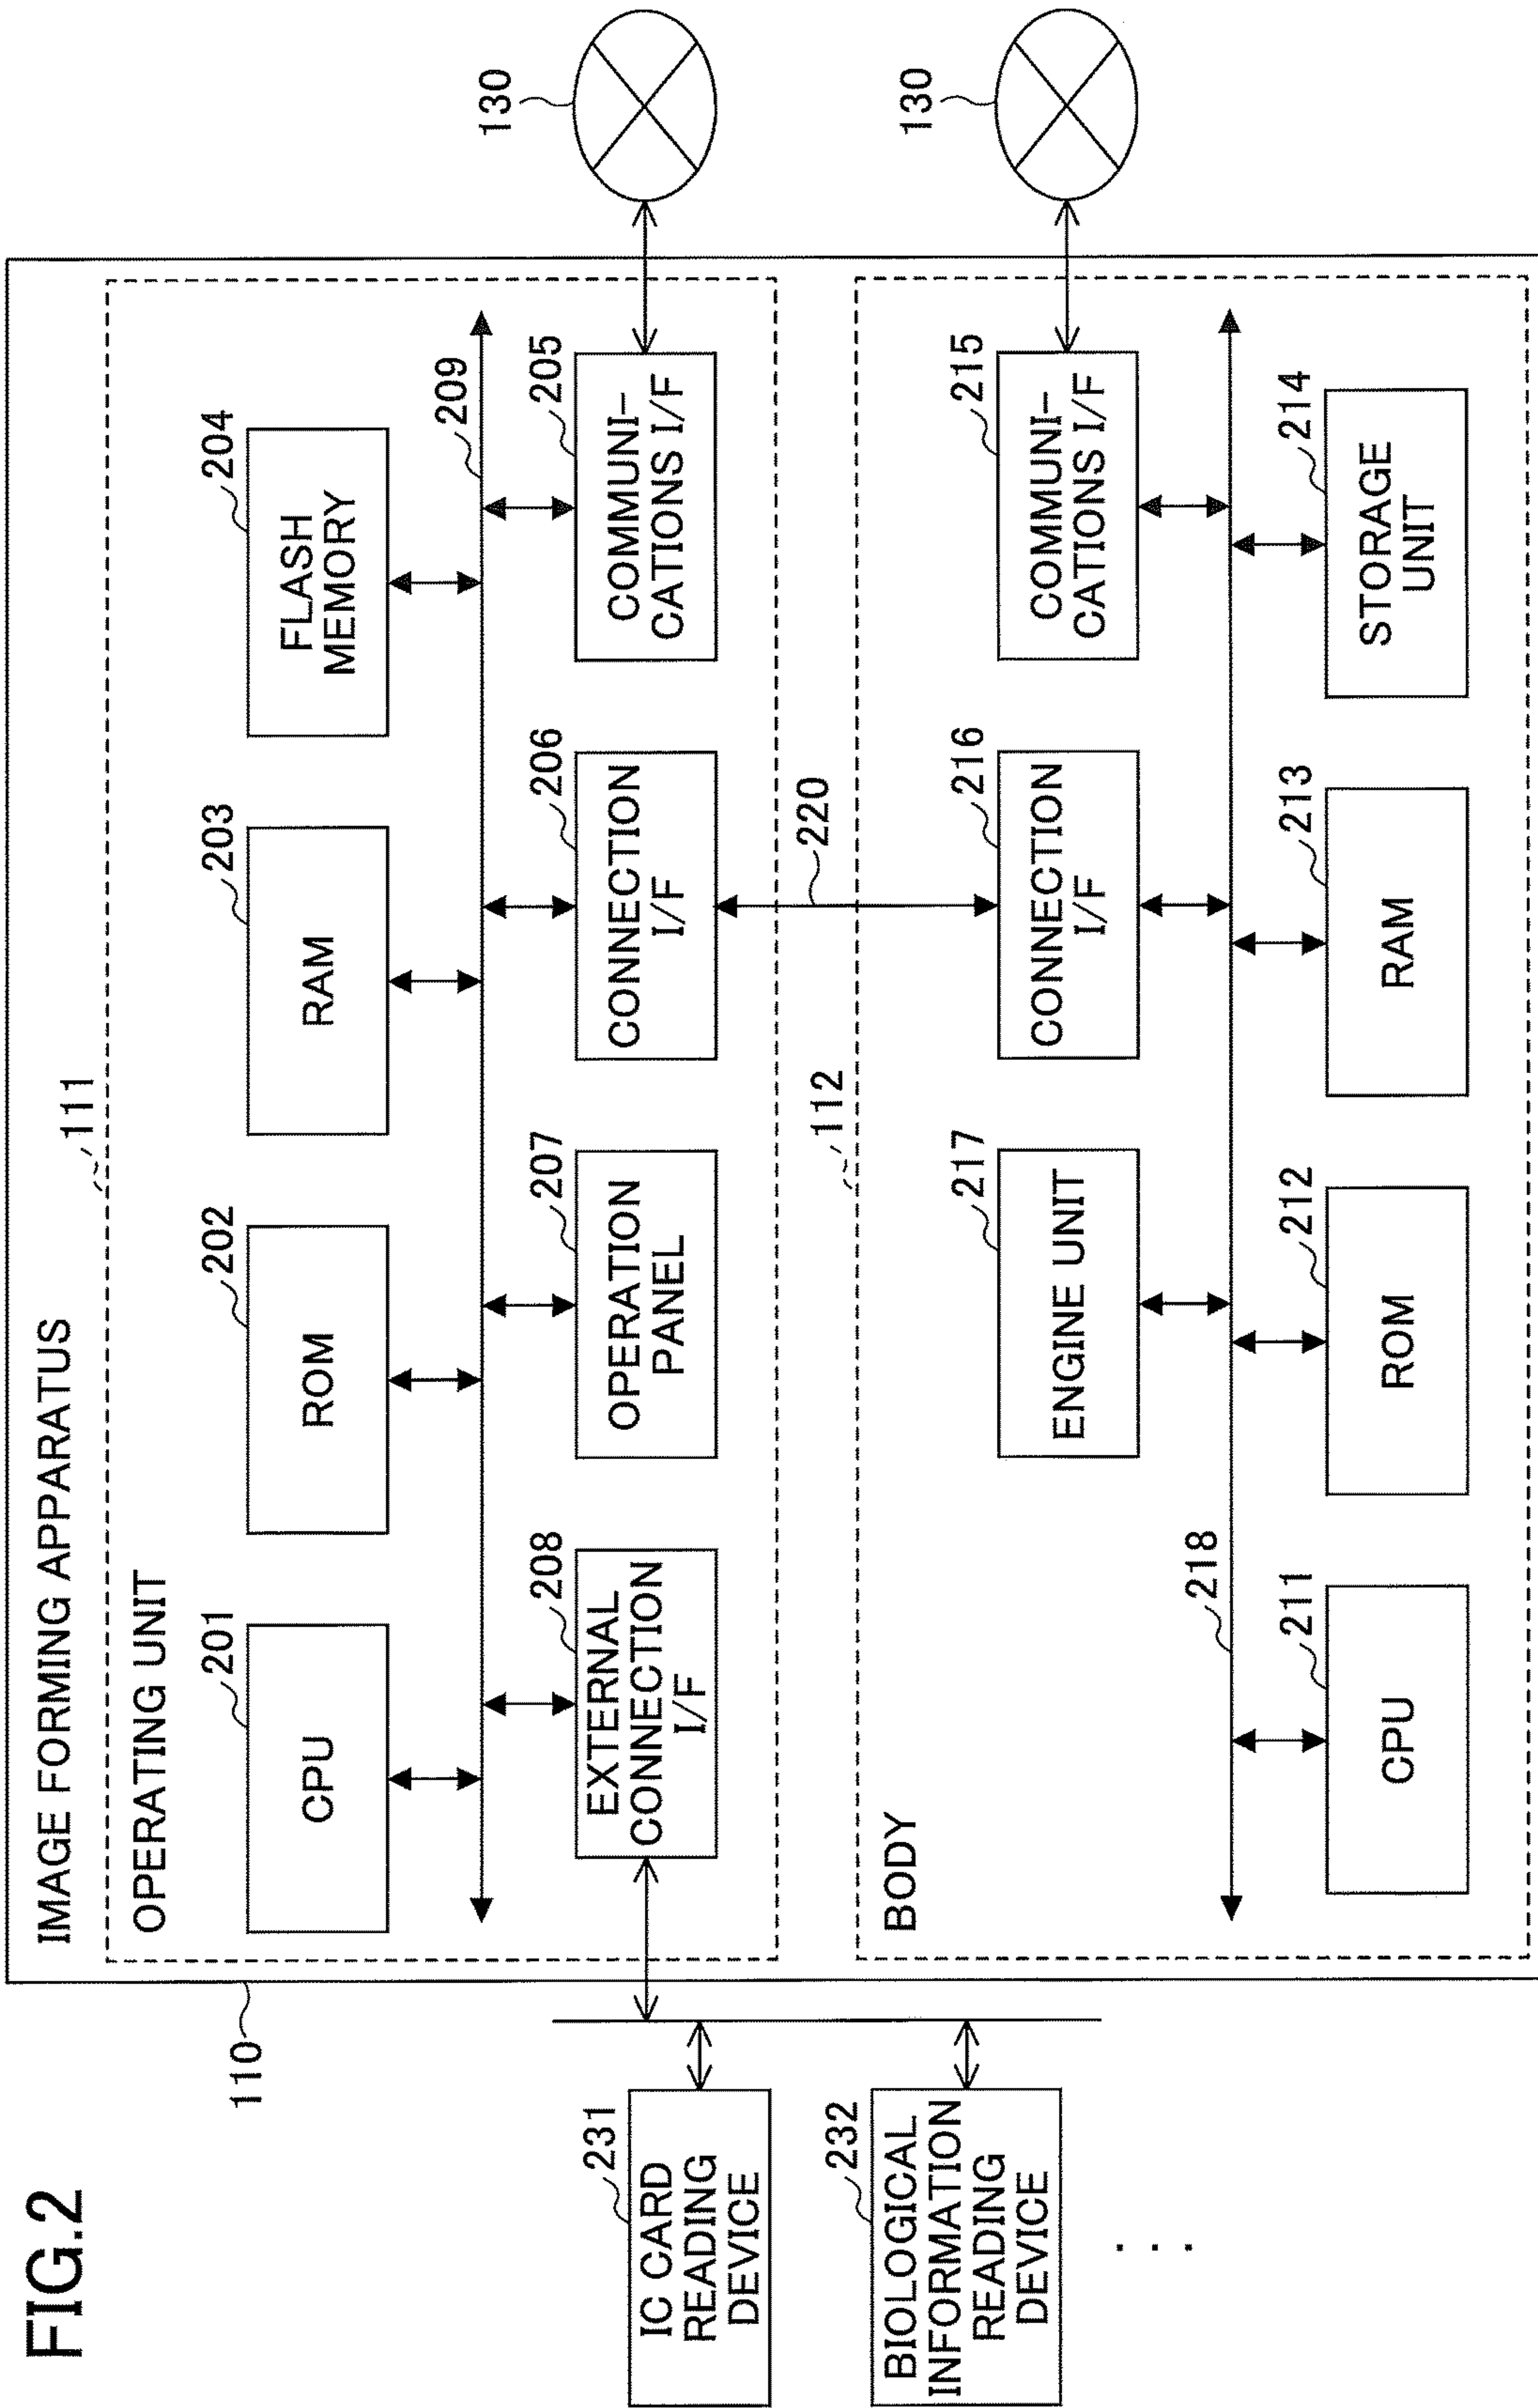 FIG.2
110
IMAGE FORMING APPARATUS
111
OPERATING UNIT
201
CPU
202
ROM
203
RAM
204
FLASH
MEMORY
209
208
EXTERNAL
CONNECTION
I/F
207
OPERATION
PANEL
206
CONNECTION
I/F
205
COMMUNI-
CATIONS I/F
130
231
IC CARD
READING
DEVICE
220
112
BODY
217
ENGINE UNIT
216
CONNECTION
I/F
215
COMMUNI-
CATIONS I/F
130
232
BIOLOGICAL
INFORMATION
READING
DEVICE
. . .
218
211
CPU
212
ROM
213
RAM
214
STORAGE
UNIT